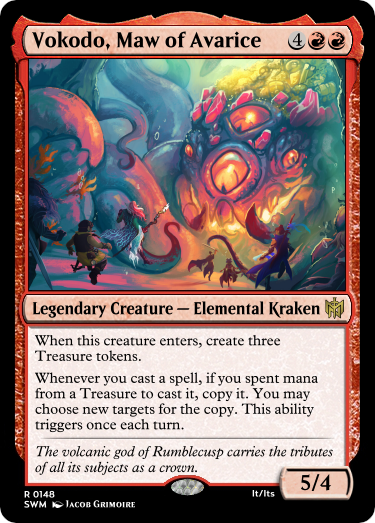 Vokodo, Maw of Avarice 4
Legendary Creature — Elemental Kraken
When this creature enters, create three
Treasure tokens.
Whenever you cast a spell, if you spent mana
from a Treasure to cast it, copy it. You may
choose new targets for the copy. This ability
triggers once each turn.
The volcanic god of Rumblecusp carries the tributes
of all its subjects as a crown.
5/4
R 0148
SWM Jacob Grimoire
It/Its